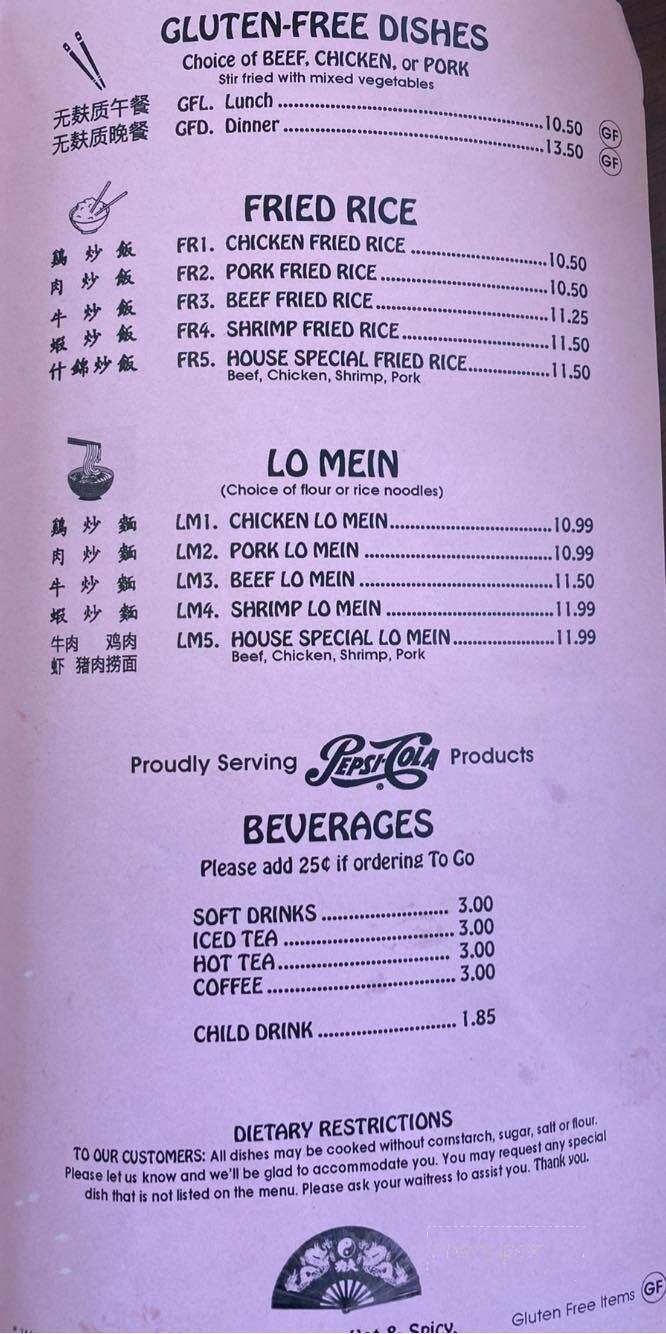 GLUTEN-FREE DISHES
Choice of BEEF, CHICKEN, or PORK
Stir fried with mixed vegetables
无麸质午餐 GFL. Lunch 10.50 GF
无麸质晚餐 GFD. Dinner 13.50 GF
FRIED RICE
鷄炒飯 FR1. CHICKEN FRIED RICE 10.50
肉炒飯 FR2. PORK FRIED RICE 10.50
牛炒飯 FR3. BEEF FRIED RICE 11.25
蝦炒飯 FR4. SHRIMP FRIED RICE 11.50
什錦炒飯 FR5. HOUSE SPECIAL FRIED RICE 11.50
Beef, Chicken, Shrimp, Pork
LO MEIN
(Choice of flour or rice noodles)
鷄炒麵 LM1. CHICKEN LO MEIN 10.99
肉炒麵 LM2. PORK LO MEIN 10.99
牛炒麵 LM3. BEEF LO MEIN 11.50
蝦炒麵 LM4. SHRIMP LO MEIN 11.99
牛肉 鸡肉 LM5. HOUSE SPECIAL LO MEIN 11.99
虾 猪肉捞面 Beef, Chicken, Shrimp, Pork
Proudly Serving PEPSI-COLA Products
BEVERAGES
Please add 25¢ if ordering To Go
SOFT DRINKS 3.00
ICED TEA 3.00
HOT TEA 3.00
COFFEE 3.00
CHILD DRINK 1.85
DIETARY RESTRICTIONS
TO OUR CUSTOMERS: All dishes may be cooked without cornstarch, sugar, salt or flour.
Please let us know and we'll be glad to accommodate you. You may request any special
dish that is not listed on the menu. Please ask your waitress to assist you. Thank you.
Gluten Free Items GF
Hot & Spicy.